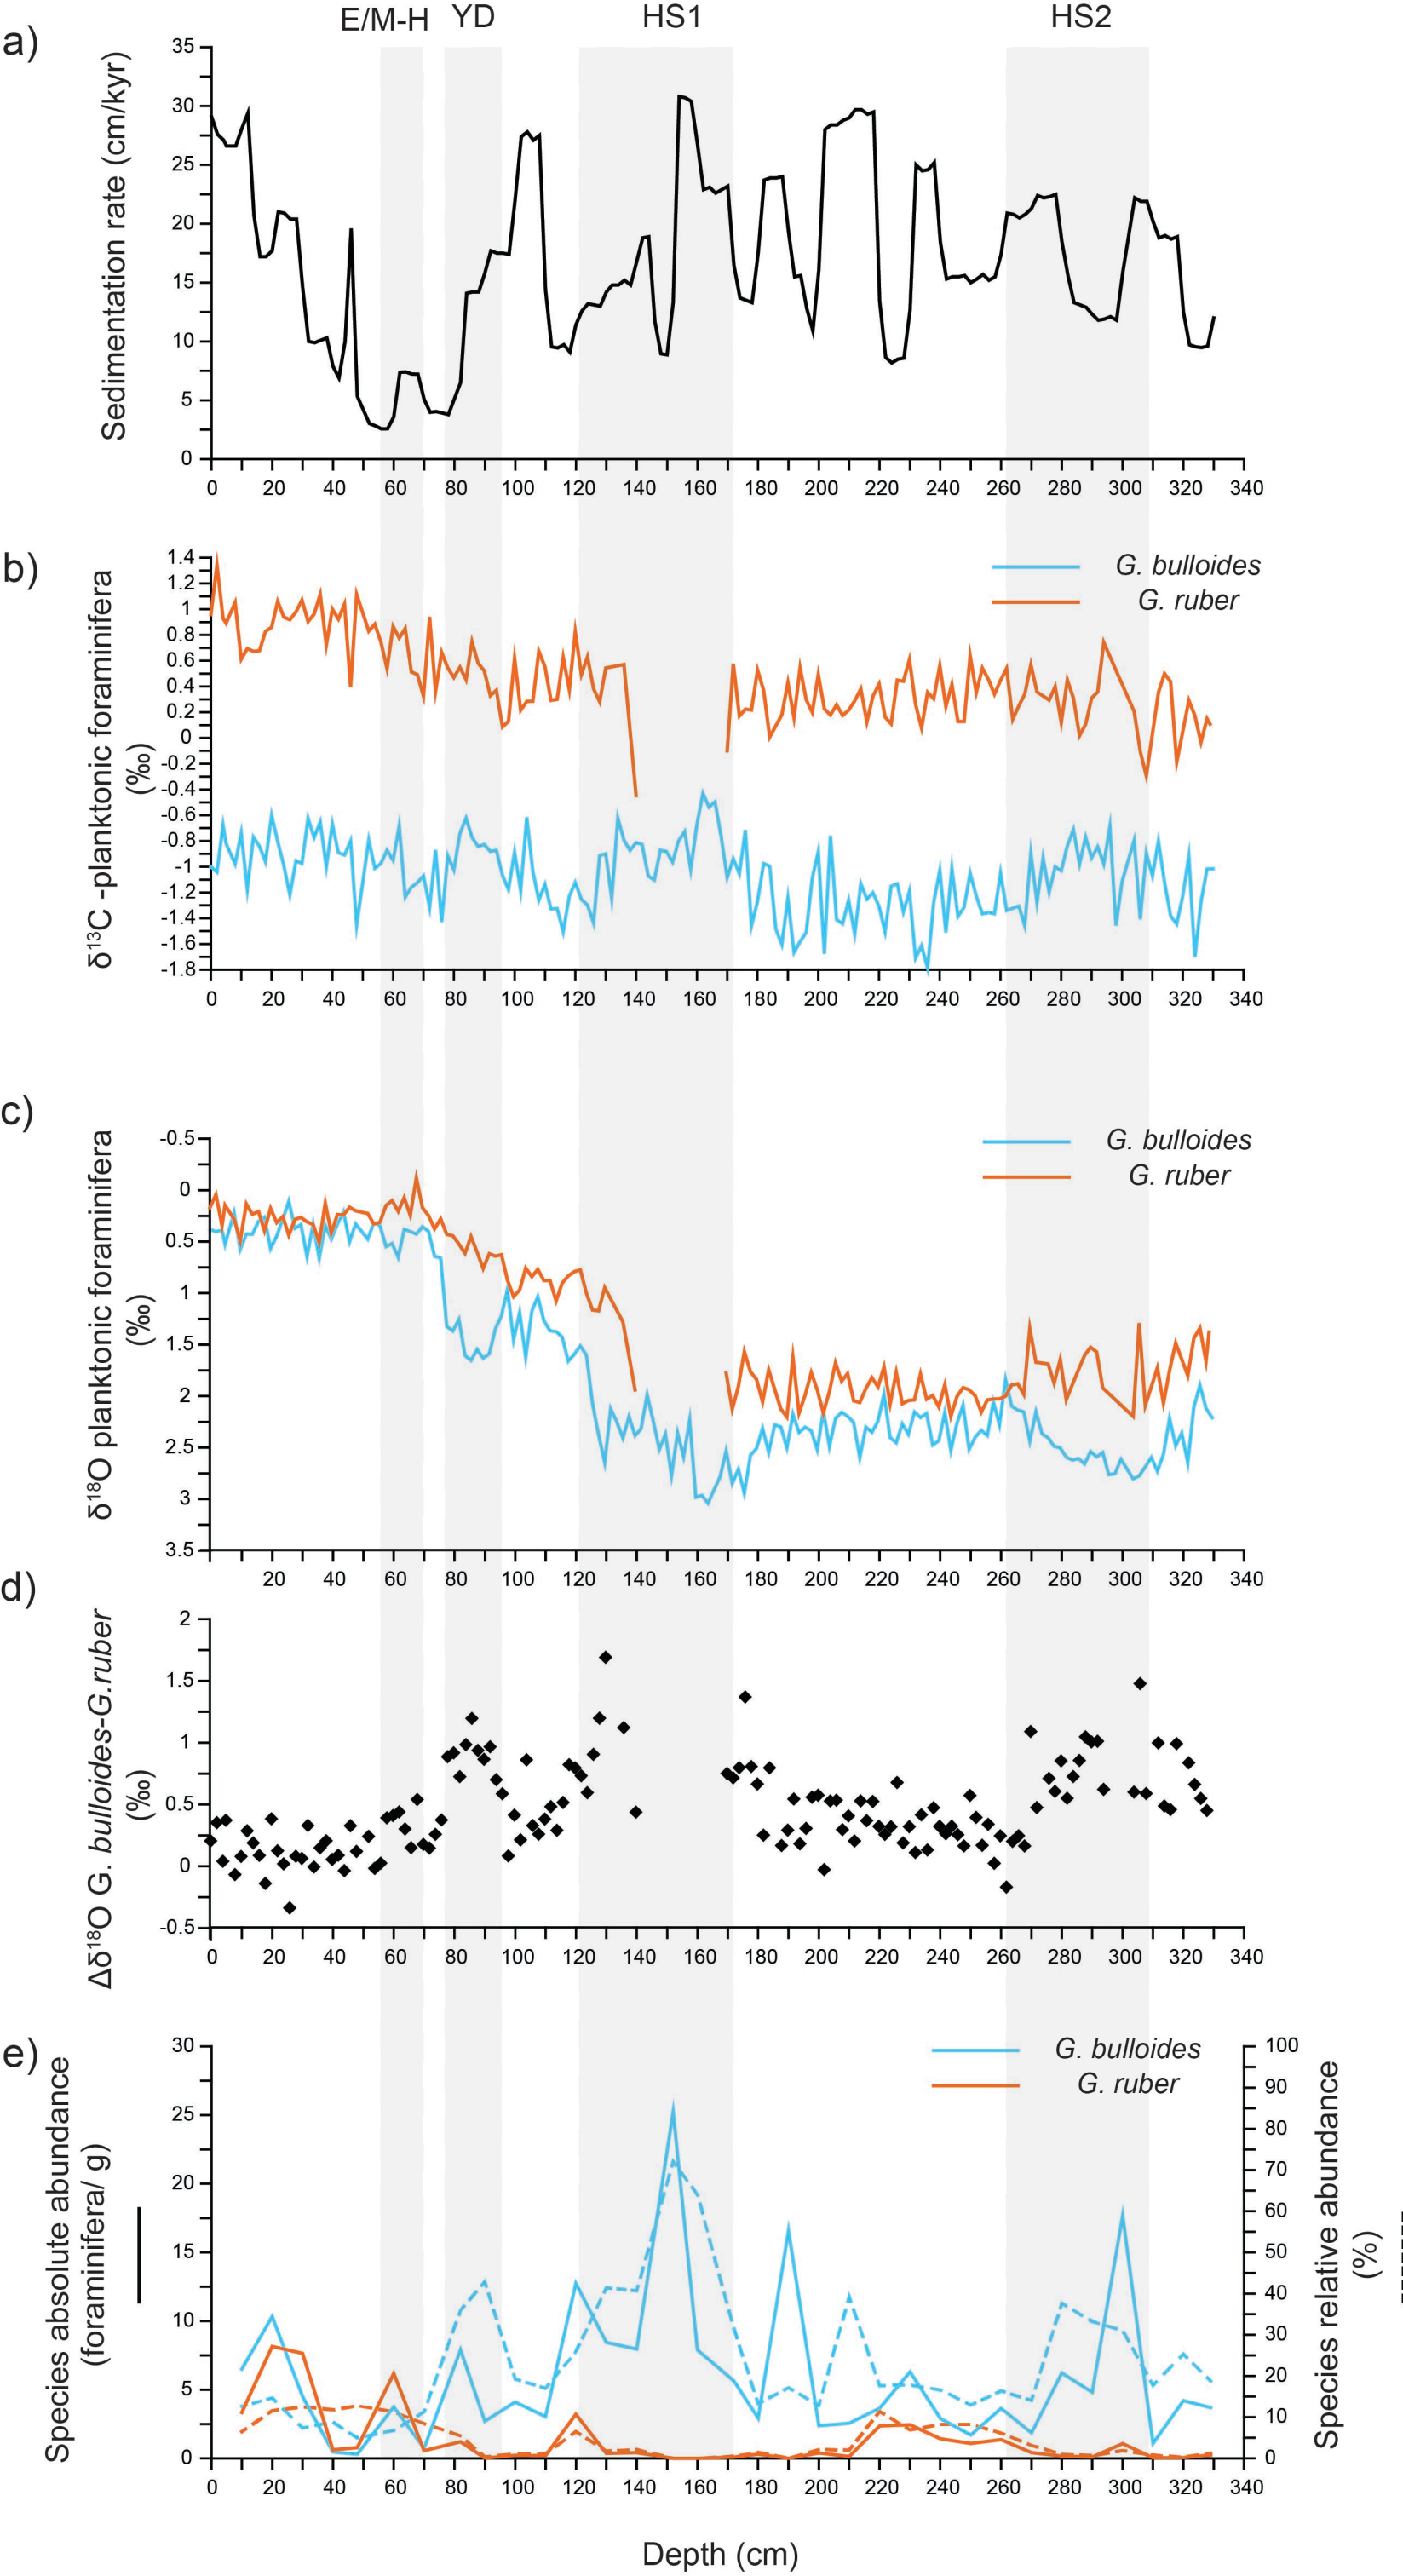 E/M-H YD HS1 HS2
a)
Sedimentation rate (cm/kyr)
35
30
25
20
15
10
5
0
0 20 40 60 80 100 120 140 160 180 200 220 240 260 280 300 320 340
b)
δ13C -planktonic foraminifera
(‰)
1.4
1.2
1
0.8
0.6
0.4
0.2
0
-0.2
-0.4
-0.6
-0.8
-1
-1.2
-1.4
-1.6
-1.8
G. bulloides
G. ruber
0 20 40 60 80 100 120 140 160 180 200 220 240 260 280 300 320 340
c)
δ18O planktonic foraminifera
(‰)
-0.5
0
0.5
1
1.5
2
2.5
3
3.5
G. bulloides
G. ruber
20 40 60 80 100 120 140 160 180 200 220 240 260 280 300 320 340
d)
Δδ18O G. bulloides-G.ruber
(‰)
2
1.5
1
0.5
0
-0.5
0 20 40 60 80 100 120 140 160 180 200 220 240 260 280 300 320 340
e)
Species absolute abundance
(foraminifera/ g)
30
25
20
15
10
5
0
G. bulloides
G. ruber
100
90
80
70
60
50
40
30
20
10
0
Species relative abundance
(%)
0 20 40 60 80 100 120 140 160 180 200 220 240 260 280 300 320 340
Depth (cm)